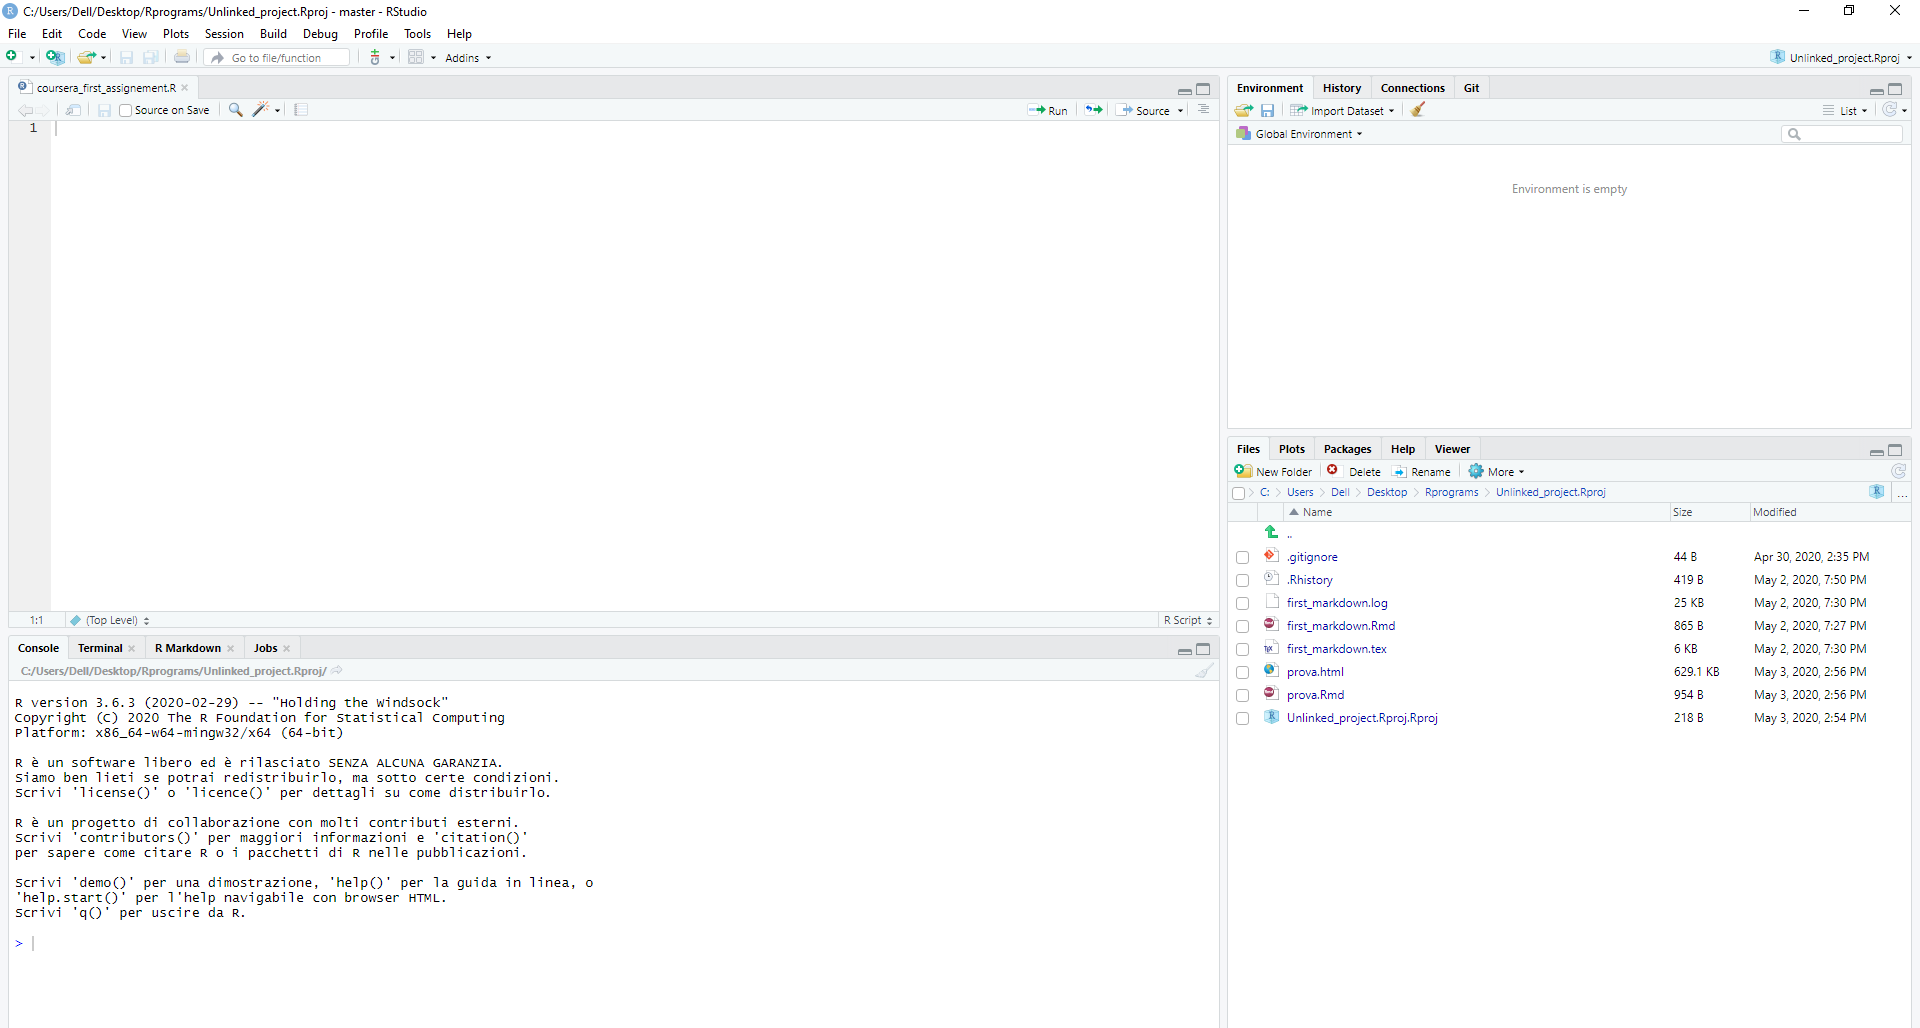 C:/Users/Dell/Desktop/Rprograms/Unlinked_project.Rproj - master - RStudio
File Edit Code View Plots Session Build Debug Profile Tools Help
Go to file/function Addins Unlinked_project.Rproj
coursera_first_assignement.R
Source on Save Run Source
1
1:1 (Top Level) R Script
Console Terminal R Markdown Jobs
C:/Users/Dell/Desktop/Rprograms/Unlinked_project.Rproj/
R version 3.6.3 (2020-02-29) -- "Holding the Windsock"
Copyright (C) 2020 The R Foundation for Statistical Computing
Platform: x86_64-w64-mingw32/x64 (64-bit)
R è un software libero ed è rilasciato SENZA ALCUNA GARANZIA.
Siamo ben lieti se potrai redistribuirlo, ma sotto certe condizioni.
Scrivi 'license()' o 'licence()' per dettagli su come distribuirlo.
R è un progetto di collaborazione con molti contributi esterni.
Scrivi 'contributors()' per maggiori informazioni e 'citation()'
per sapere come citare R o i pacchetti di R nelle pubblicazioni.
Scrivi 'demo()' per una dimostrazione, 'help()' per la guida in linea, o
'help.start()' per l'help navigabile con browser HTML.
Scrivi 'q()' per uscire da R.
>
Environment History Connections Git
Import Dataset List
Global Environment
Environment is empty
Files Plots Packages Help Viewer
New Folder Delete Rename More
C: Users Dell Desktop Rprograms Unlinked_project.Rproj ...
Name Size Modified
..
.gitignore 44 B Apr 30, 2020, 2:35 PM
.Rhistory 419 B May 2, 2020, 7:50 PM
first_markdown.log 25 KB May 2, 2020, 7:30 PM
first_markdown.Rmd 865 B May 2, 2020, 7:27 PM
first_markdown.tex 6 KB May 2, 2020, 7:30 PM
prova.html 629.1 KB May 3, 2020, 2:56 PM
prova.Rmd 954 B May 3, 2020, 2:56 PM
Unlinked_project.Rproj.Rproj 218 B May 3, 2020, 2:54 PM